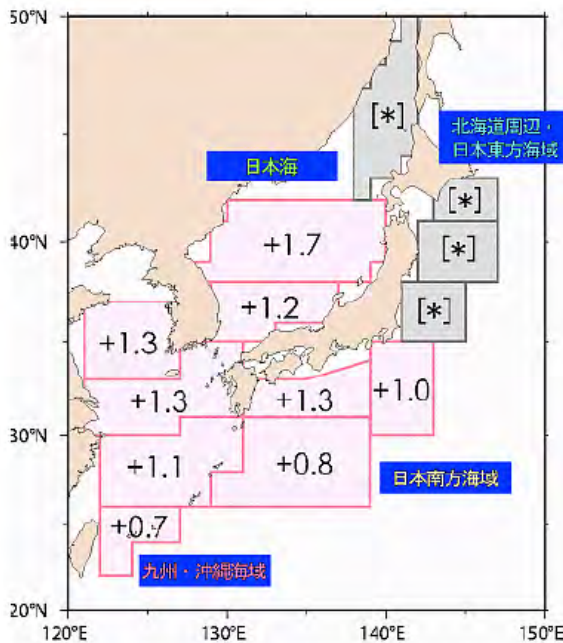 50°N
[*]
北海道周辺・
日本東方海域
日本海
[*]
40°N
+1.7
[*]
+1.2
[*]
+1.3
+1.3
+1.3
+1.0
30°N
+1.1
+0.8
日本南方海域
+0.7
九州・沖縄海域
20°N
120°E
130°E
140°E
150°E